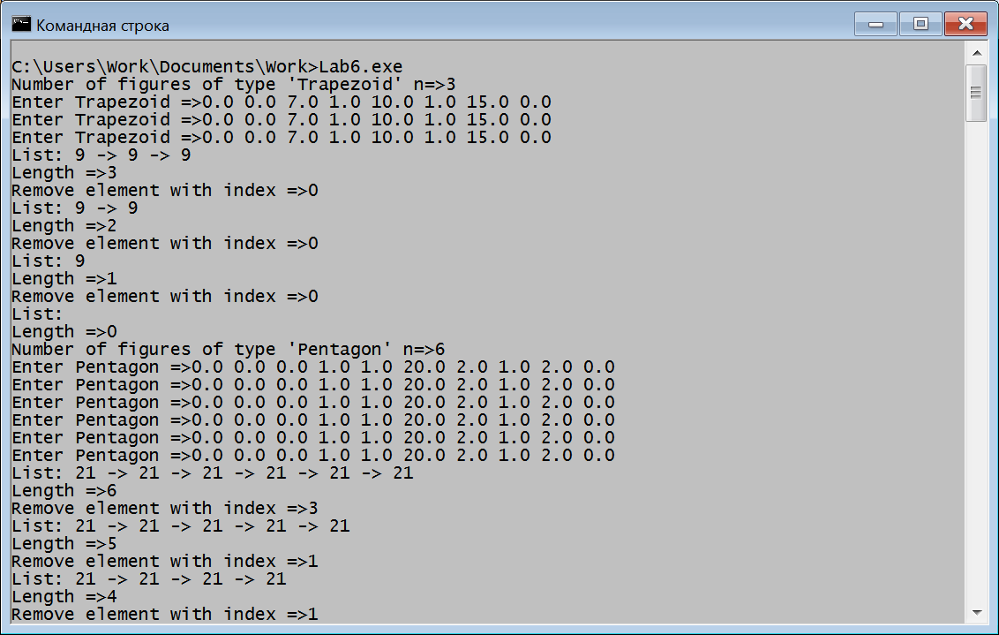 Командная строка
C:\Users\Work\Documents\Work>Lab6.exe
Number of figures of type 'Trapezoid' n=>3
Enter Trapezoid =>0.0 0.0 7.0 1.0 10.0 1.0 15.0 0.0
Enter Trapezoid =>0.0 0.0 7.0 1.0 10.0 1.0 15.0 0.0
Enter Trapezoid =>0.0 0.0 7.0 1.0 10.0 1.0 15.0 0.0
List: 9 -> 9 -> 9
Length =>3
Remove element with index =>0
List: 9 -> 9
Length =>2
Remove element with index =>0
List: 9
Length =>1
Remove element with index =>0
List:
Length =>0
Number of figures of type 'Pentagon' n=>6
Enter Pentagon =>0.0 0.0 0.0 1.0 1.0 20.0 2.0 1.0 2.0 0.0
Enter Pentagon =>0.0 0.0 0.0 1.0 1.0 20.0 2.0 1.0 2.0 0.0
Enter Pentagon =>0.0 0.0 0.0 1.0 1.0 20.0 2.0 1.0 2.0 0.0
Enter Pentagon =>0.0 0.0 0.0 1.0 1.0 20.0 2.0 1.0 2.0 0.0
Enter Pentagon =>0.0 0.0 0.0 1.0 1.0 20.0 2.0 1.0 2.0 0.0
Enter Pentagon =>0.0 0.0 0.0 1.0 1.0 20.0 2.0 1.0 2.0 0.0
List: 21 -> 21 -> 21 -> 21 -> 21 -> 21
Length =>6
Remove element with index =>3
List: 21 -> 21 -> 21 -> 21 -> 21
Length =>5
Remove element with index =>1
List: 21 -> 21 -> 21 -> 21
Length =>4
Remove element with index =>1